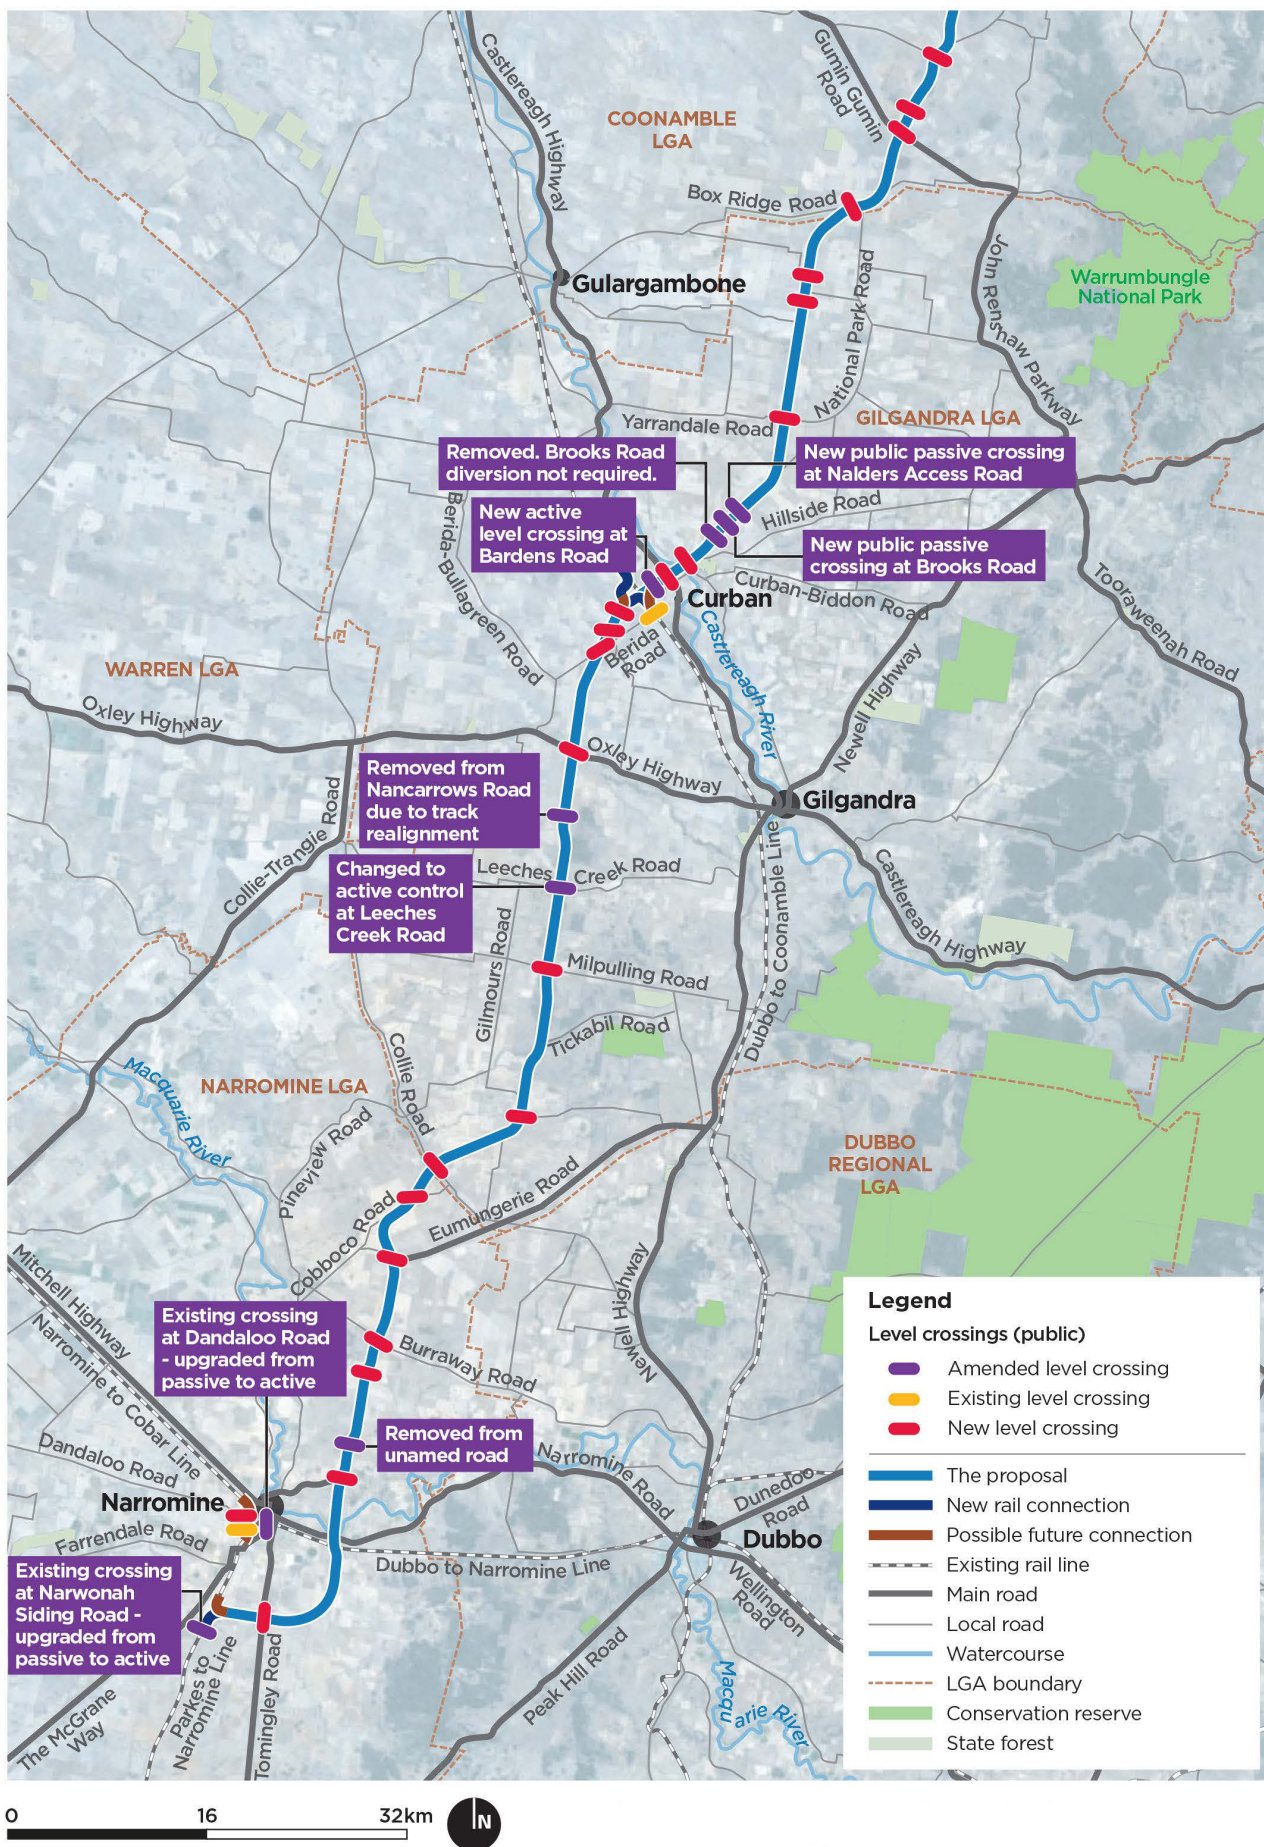 Castlereagh Highway
Gumin Gumin
Road
COONAMBLE
LGA
Box Ridge Road
John Renshaw Parkway
Warrumbungle
National Park
Gulargambone
National Park Road
Yarrandale Road
GILGANDRA LGA
Removed. Brooks Road
diversion not required.
New public passive crossing
at Nalders Access Road
Berida-Bullagreen Road
New active
level crossing at
Bardens Road
Hillside Road
New public passive
crossing at Brooks Road
Curban-Biddon Road
Tooraweenah Road
Curban
Berida
Road
Castlereagh River
WARREN LGA
Oxley Highway
Newell Highway
Oxley Highway
Removed from
Nancarrows Road
due to track
realignment
Gilgandra
Collie-Trangie Road
Changed to
active control
at Leeches
Creek Road
Leeches Creek Road
Castlereagh Highway
Dubbo to Coonamble Line
Gilmours Road
Milpulling Road
Tickabil Road
Collie Road
Macquarie River
NARROMINE LGA
Pineview Road
DUBBO
REGIONAL
LGA
Eumungerie Road
Cobboco Road
Mitchell Highway
Newell Highway
Narromine to Cobar Line
Existing crossing
at Dandaloo Road
- upgraded from
passive to active
Burraway Road
Removed from
unamed road
Dandaloo Road
Narromine Road
Dunedoo
Road
Narromine
Farrendale Road
Dubbo
Dubbo to Narromine Line
Wellington
Road
Existing crossing
at Narwonah
Siding Road -
upgraded from
passive to active
Peak Hill Road
The McGrane
Way
Parkes to
Narromine Line
Tomingley Road
Macquarie River
Legend
Level crossings (public)
Amended level crossing
Existing level crossing
New level crossing
The proposal
New rail connection
Possible future connection
Existing rail line
Main road
Local road
Watercourse
LGA boundary
Conservation reserve
State forest
0 16 32km
N